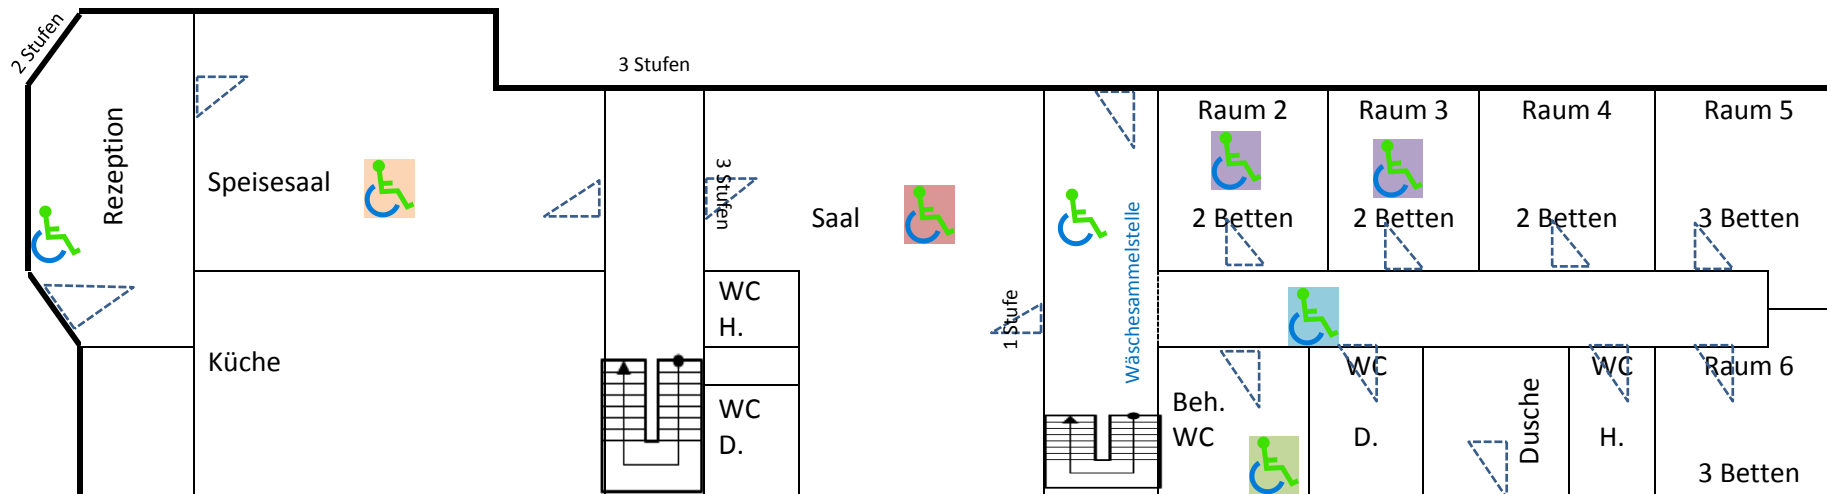 2 Stufen
Rezeption
Speisesaal
Küche
3 Stufen
3 Stufen
Saal
WC
H.
WC
D.
1 Stufe
Wäschesammelstelle
Raum 2
2 Betten
Raum 3
2 Betten
Raum 4
2 Betten
Raum 5
3 Betten
Beh.
WC
WC
D.
Dusche
WC
H.
Raum 6
3 Betten